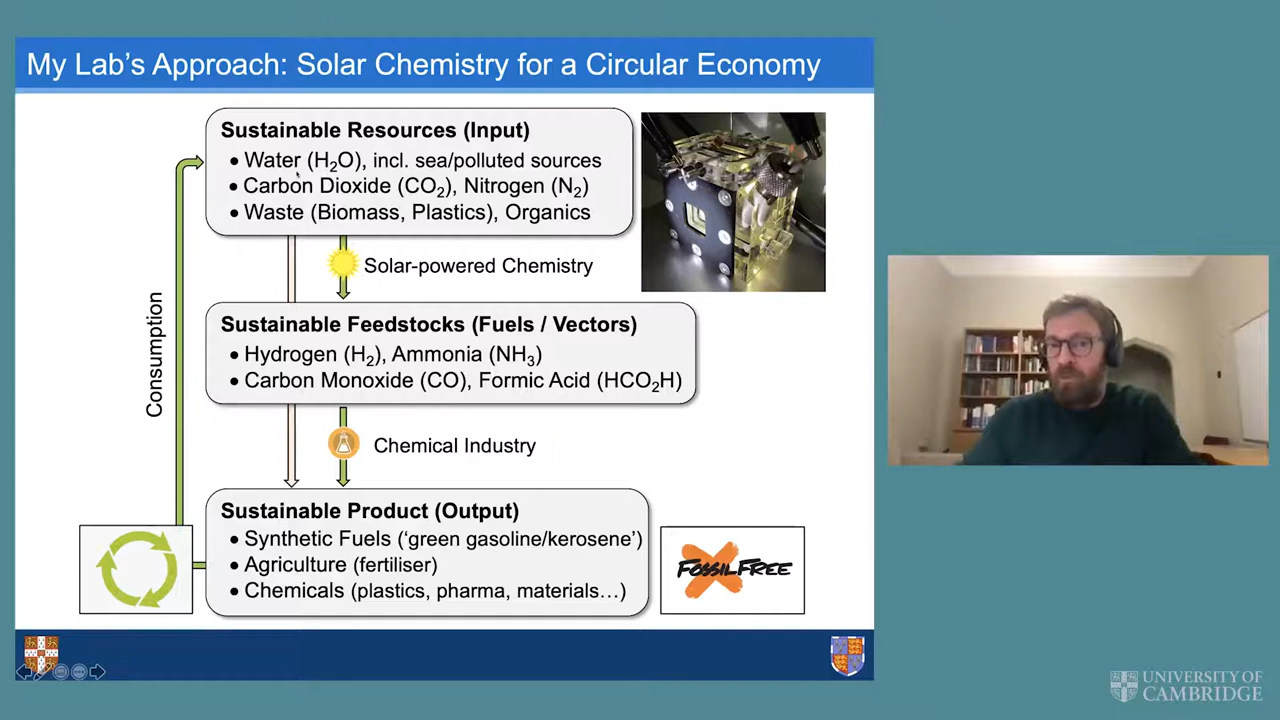 My Lab's Approach: Solar Chemistry for a Circular Economy
Sustainable Resources (Input)
• Water (H₂O), incl. sea/polluted sources
• Carbon Dioxide (CO₂), Nitrogen (N₂)
• Waste (Biomass, Plastics), Organics
Solar-powered Chemistry
Consumption
Sustainable Feedstocks (Fuels / Vectors)
• Hydrogen (H₂), Ammonia (NH₃)
• Carbon Monoxide (CO), Formic Acid (HCO₂H)
Chemical Industry
Sustainable Product (Output)
• Synthetic Fuels ('green gasoline/kerosene')
• Agriculture (fertiliser)
• Chemicals (plastics, pharma, materials…)
FOSSIL FREE
UNIVERSITY OF
CAMBRIDGE